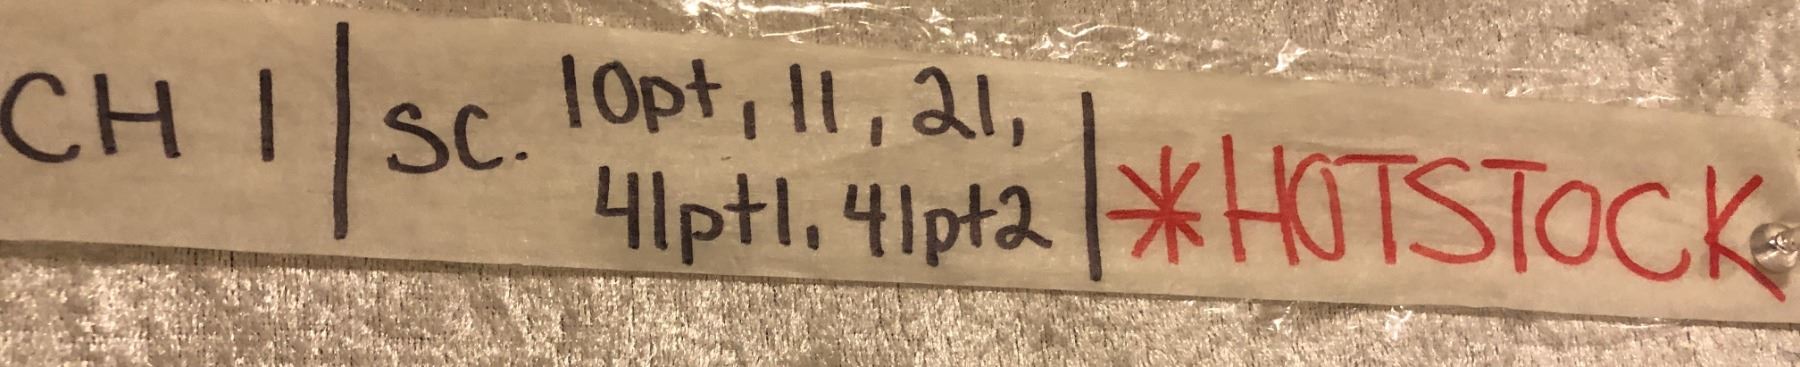 CH 1 | SC. 10pt, 11, 21, | *HOTSTOCK
41pt1, 41pt2